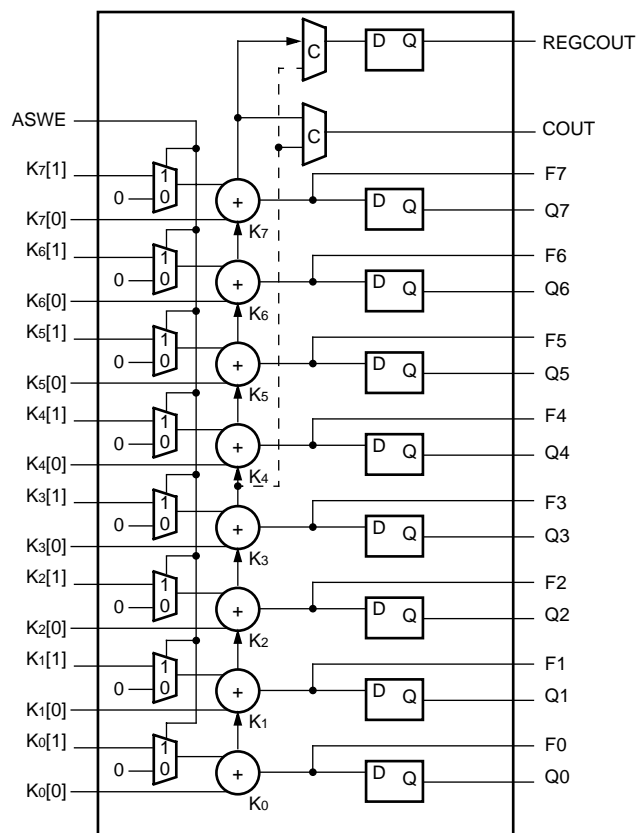 D Q
REGCOUT
C
ASWE
C
COUT
K7[1]
1
0
0
F7
K7[0]
+
K7
D Q
Q7
K6[1]
1
0
0
F6
K6[0]
+
K6
D Q
Q6
K5[1]
1
0
0
F5
K5[0]
+
K5
D Q
Q5
K4[1]
1
0
0
F4
K4[0]
+
K4
D Q
Q4
K3[1]
1
0
0
F3
K3[0]
+
K3
D Q
Q3
K2[1]
1
0
0
F2
K2[0]
+
K2
D Q
Q2
K1[1]
1
0
0
F1
K1[0]
+
K1
D Q
Q1
K0[1]
1
0
0
F0
K0[0]
+
K0
D Q
Q0